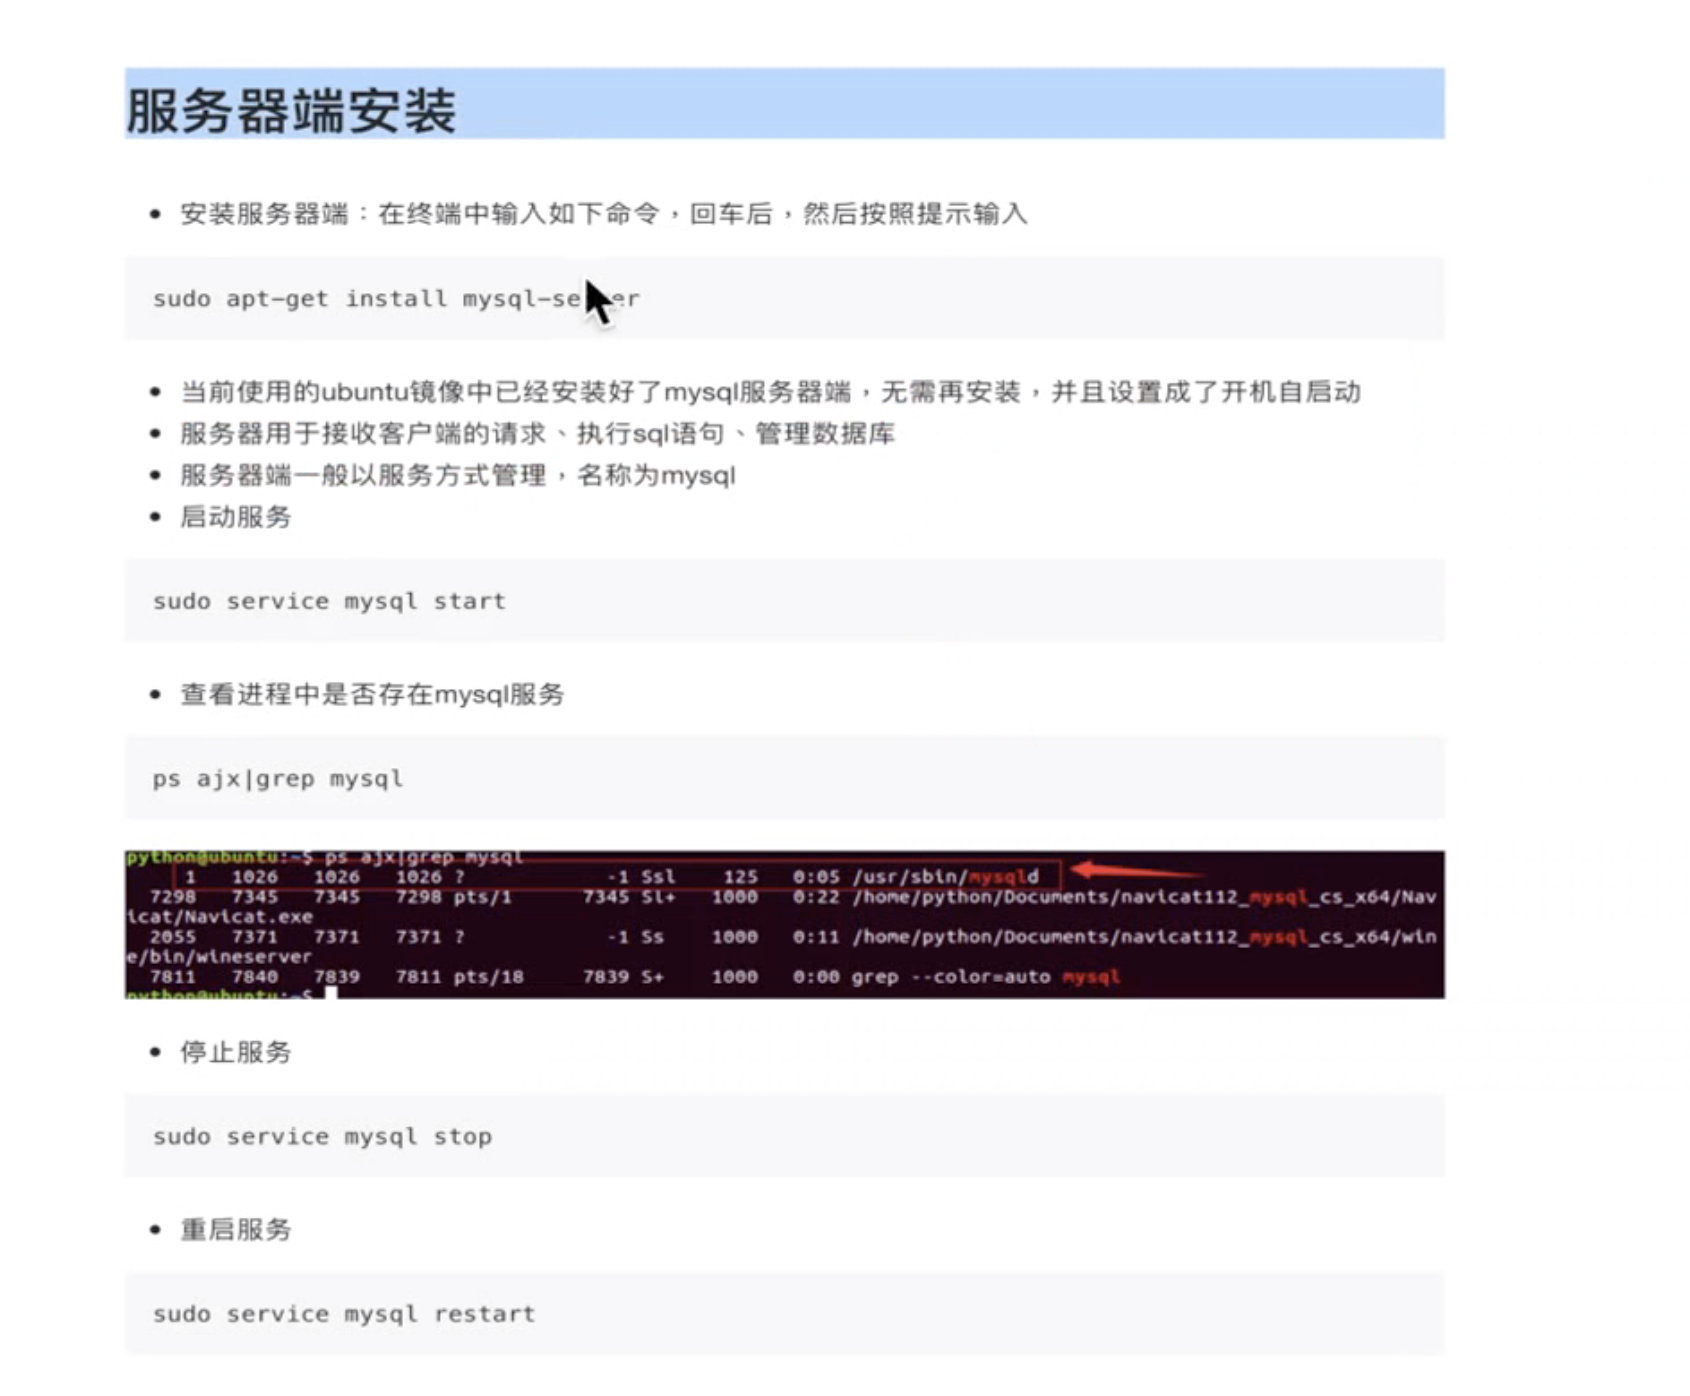 服务器端安装
安装服务器端：在终端中输入如下命令，回车后，然后按照提示输入
sudo apt-get install mysql-server
当前使用的ubuntu镜像中已经安装好了mysql服务器端，无需再安装，并且设置成了开机自启动
服务器用于接收客户端的请求、执行sql语句、管理数据库
服务器端一般以服务方式管理，名称为mysql
启动服务
sudo service mysql start
查看进程中是否存在mysql服务
ps ajx|grep mysql
python@ubuntu:~$ ps ajx|grep mysql
1 1026 1026 1026 ? -1 Ssl 125 0:05 /usr/sbin/mysqld
7298 7345 7345 7298 pts/1 7345 Sl+ 1000 0:22 /home/python/Documents/navicat112_mysql_cs_x64/Nav
icat/Navicat.exe
2055 7371 7371 7371 ? -1 Ss 1000 0:11 /home/python/Documents/navicat112_mysql_cs_x64/win
e/bin/wineserver
7811 7840 7839 7811 pts/18 7839 S+ 1000 0:00 grep --color=auto mysql
python@ubuntu:~$
停止服务
sudo service mysql stop
重启服务
sudo service mysql restart